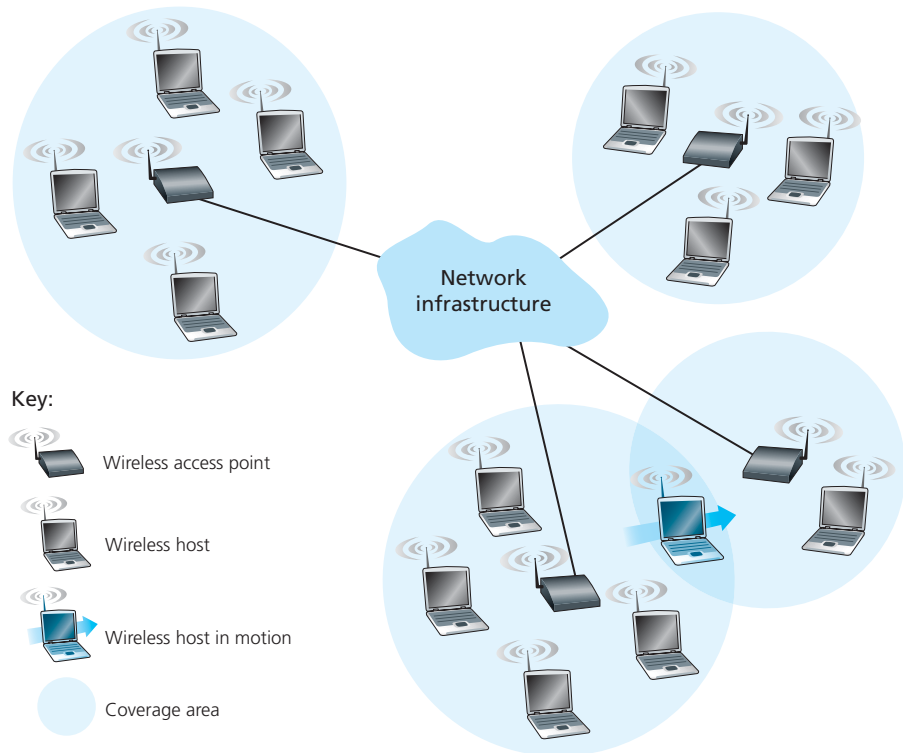 Network
infrastructure
Key:
Wireless access point
Wireless host
Wireless host in motion
Coverage area